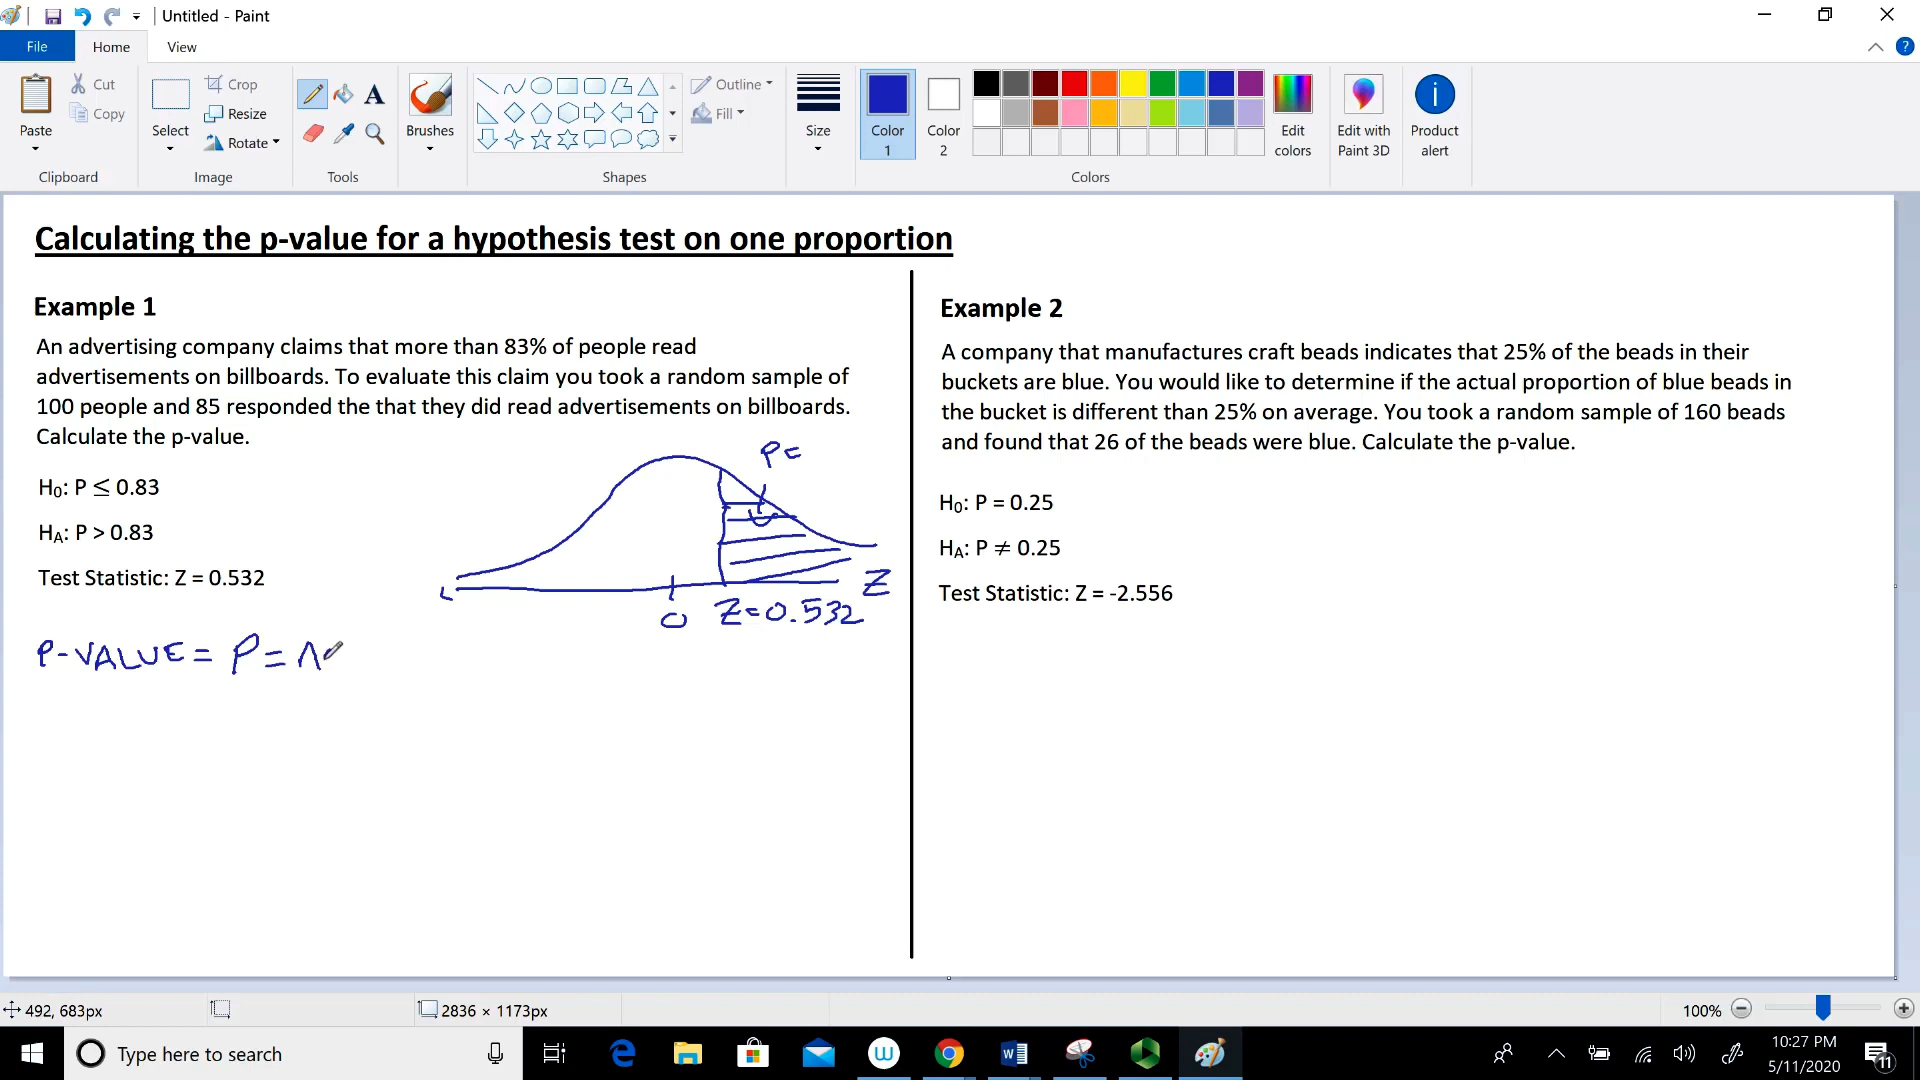 Untitled - Paint
File Home View
Cut
Copy
Paste
Clipboard
Select
Crop
Resize
Rotate
Image
Tools
Brushes
Shapes
Outline
Fill
Size
Color 1
Color 2
Edit colors
Colors
Edit with Paint 3D
Product alert
Calculating the p-value for a hypothesis test on one proportion
Example 1
An advertising company claims that more than 83% of people read
advertisements on billboards. To evaluate this claim you took a random sample of
100 people and 85 responded the that they did read advertisements on billboards.
Calculate the p-value.
H₀: P ≤ 0.83
Hᴀ: P > 0.83
Test Statistic: Z = 0.532
P=
Z
0 Z=0.532
P-VALUE = P =
Example 2
A company that manufactures craft beads indicates that 25% of the beads in their
buckets are blue. You would like to determine if the actual proportion of blue beads in
the bucket is different than 25% on average. You took a random sample of 160 beads
and found that 26 of the beads were blue. Calculate the p-value.
H₀: P = 0.25
Hᴀ: P ≠ 0.25
Test Statistic: Z = -2.556
492, 683px
2836 × 1173px
100%
Type here to search
10:27 PM
5/11/2020
11